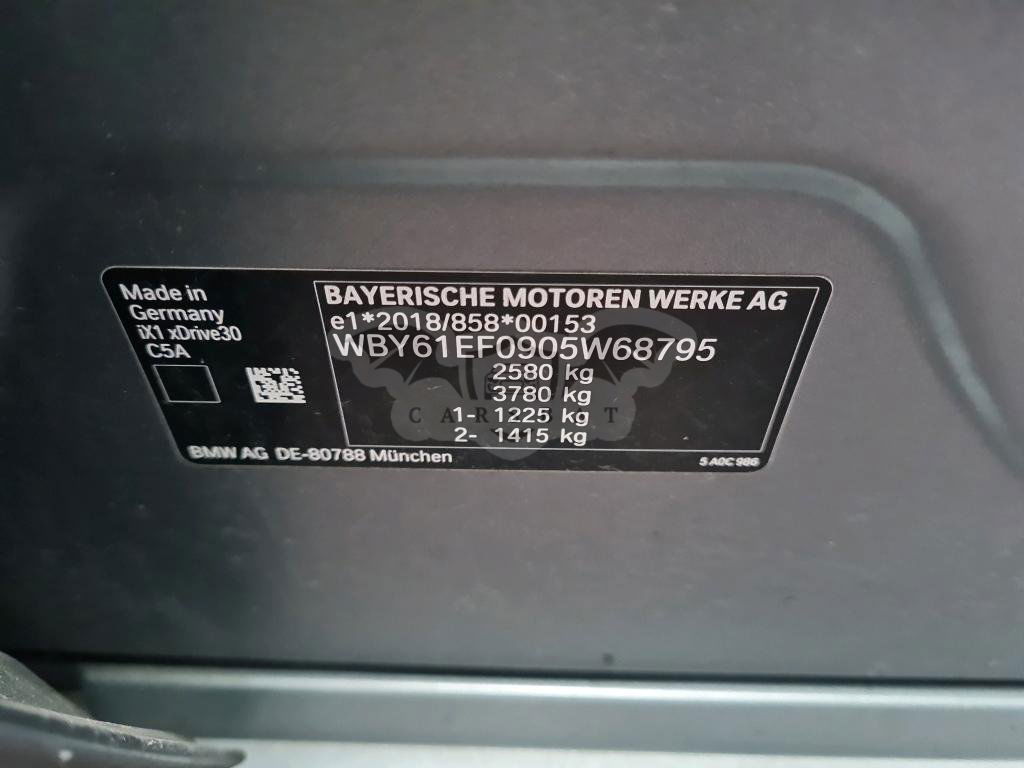 Made in
Germany
iX1 xDrive30
C5A
BAYERISCHE MOTOREN WERKE AG
e1*2018/858*00153
WBY61EF0905W68795
2580 kg
3780 kg
1- 1225 kg
2- 1415 kg
BMW AG DE-80788 München
5 A0C 986